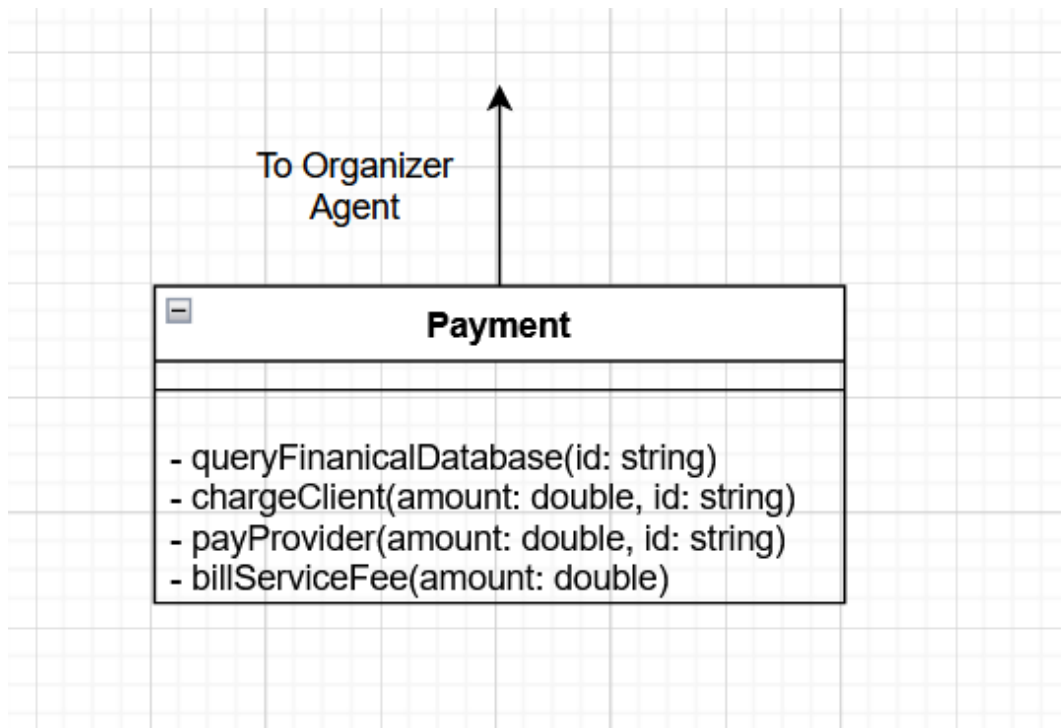 To Organizer
Agent
Payment
- queryFinanicalDatabase(id: string)
- chargeClient(amount: double, id: string)
- payProvider(amount: double, id: string)
- billServiceFee(amount: double)